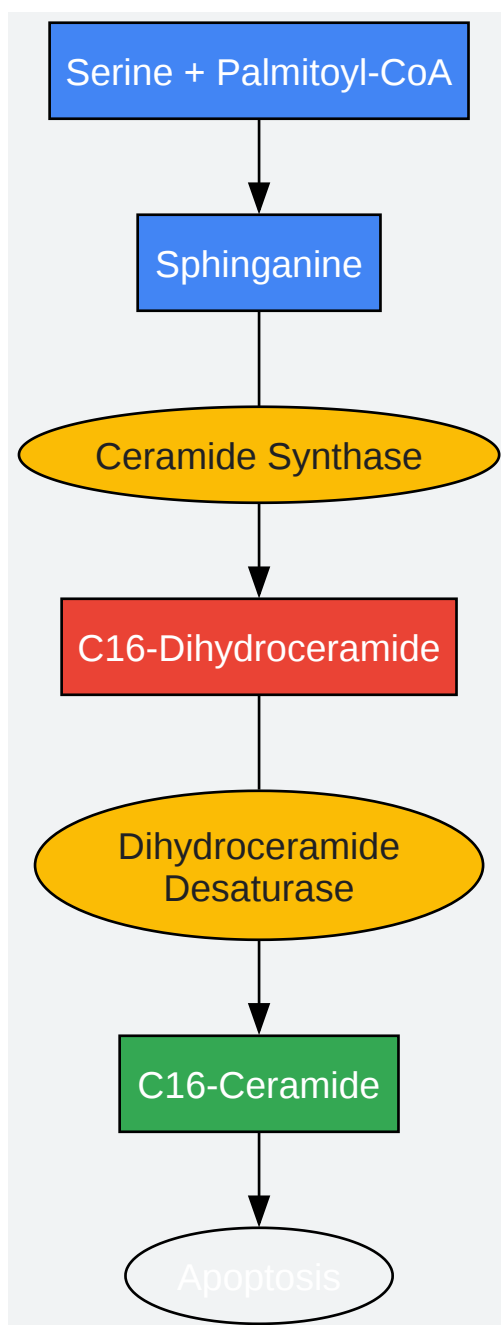 Serine + Palmitoyl-CoA
Sphinganine
Ceramide Synthase
C16-Dihydroceramide
Dihydroceramide
Desaturase
C16-Ceramide
Apoptosis